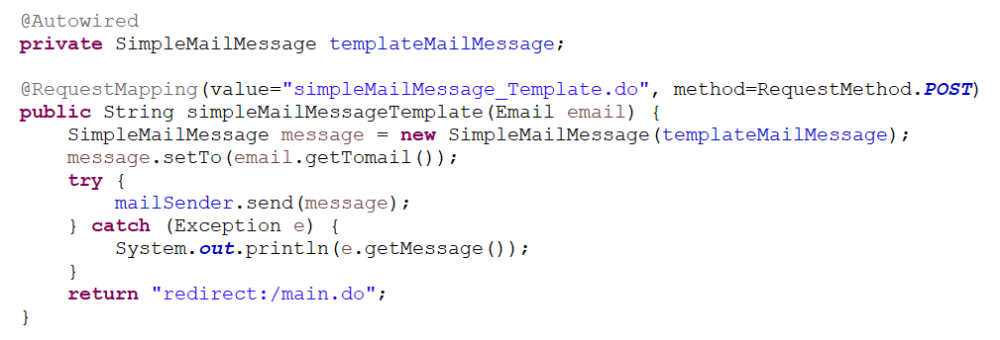 @Autowired
private SimpleMailMessage templateMailMessage;
@RequestMapping(value="simpleMailMessage_Template.do", method=RequestMethod.POST)
public String simpleMailMessageTemplate(Email email) {
    SimpleMailMessage message = new SimpleMailMessage(templateMailMessage);
    message.setTo(email.getTomail());
    try {
        mailSender.send(message);
    } catch (Exception e) {
        System.out.println(e.getMessage());
    }
    return "redirect:/main.do";
}